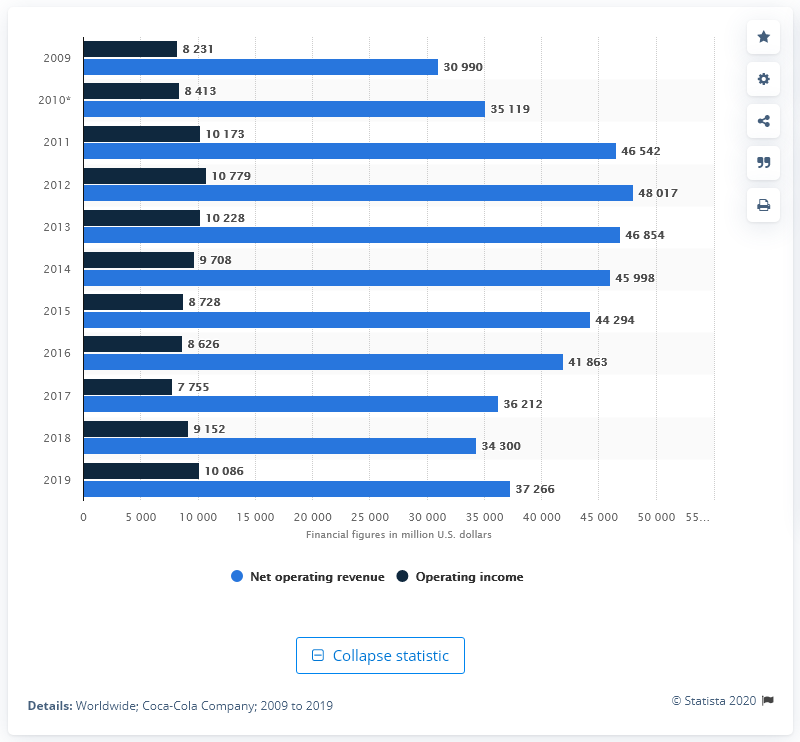 2009 8 231
30 990
2010* 8 413
35 119
2011 10 173
46 542
2012 10 779
48 017
2013 10 228
46 854
2014 9 708
45 998
2015 8 728
44 294
2016 8 626
41 863
2017 7 755
36 212
2018 9 152
34 300
2019 10 086
37 266
0 5 000 10 000 15 000 20 000 25 000 30 000 35 000 40 000 45 000 50 000 55...
Financial figures in million U.S. dollars
Net operating revenue Operating income
Collapse statistic
Details: Worldwide; Coca-Cola Company; 2009 to 2019
© Statista 2020